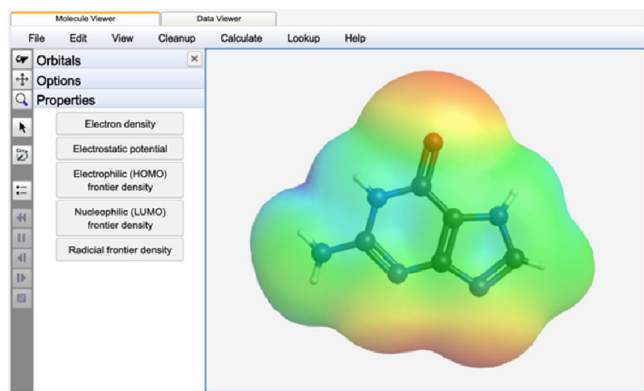 Molecule Viewer
Data Viewer
File Edit View Cleanup Calculate Lookup Help
Orbitals
Options
Properties
Electron density
Electrostatic potential
Electrophilic (HOMO)
frontier density
Nucleophilic (LUMO)
frontier density
Radicial frontier density